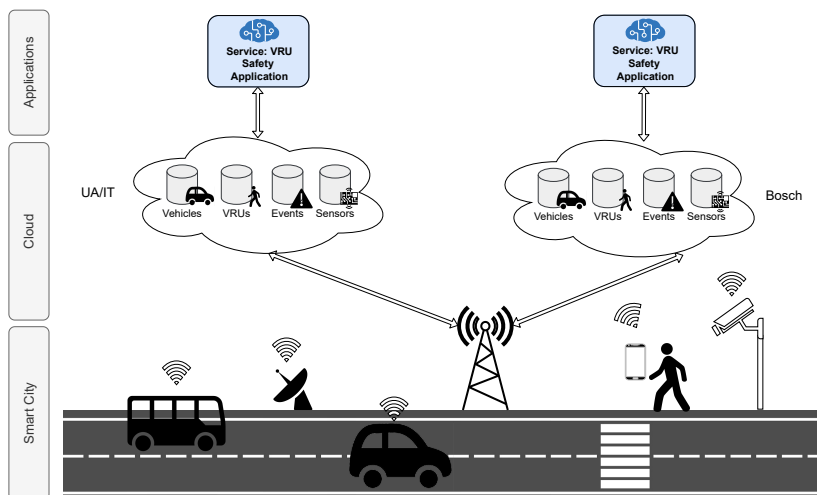 Applications
Service: VRU
Safety
Application
Service: VRU
Safety
Application
Cloud
UA/IT
Vehicles
VRUs
Events
Sensors
Vehicles
VRUs
Events
Sensors
Bosch
Smart City